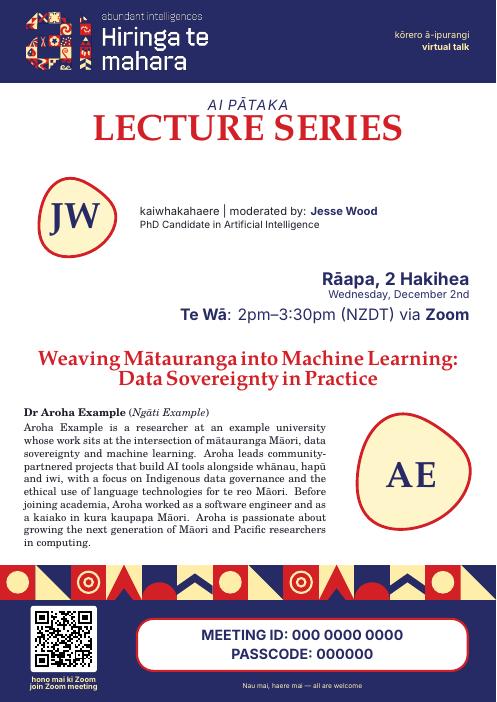 abundant intelligences
Hiringa te
mahara
kōrero ā-ipurangi
virtual talk
AI PĀTAKA
LECTURE SERIES
JW
kaiwhakahaere | moderated by: Jesse Wood
PhD Candidate in Artificial Intelligence
Rāapa, 2 Hakihea
Wednesday, December 2nd
Te Wā: 2pm–3:30pm (NZDT) via Zoom
Weaving Mātauranga into Machine Learning:
Data Sovereignty in Practice
Dr Aroha Example (Ngāti Example)
Aroha Example is a researcher at an example university
whose work sits at the intersection of mātauranga Māori, data
sovereignty and machine learning. Aroha leads community-
partnered projects that build AI tools alongside whānau, hapū
and iwi, with a focus on Indigenous data governance and the
ethical use of language technologies for te reo Māori. Before
joining academia, Aroha worked as a software engineer and as
a kaiako in kura kaupapa Māori. Aroha is passionate about
growing the next generation of Māori and Pacific researchers
in computing.
AE
hono mai ki Zoom
join Zoom meeting
MEETING ID: 000 0000 0000
PASSCODE: 000000
Nau mai, haere mai — all are welcome